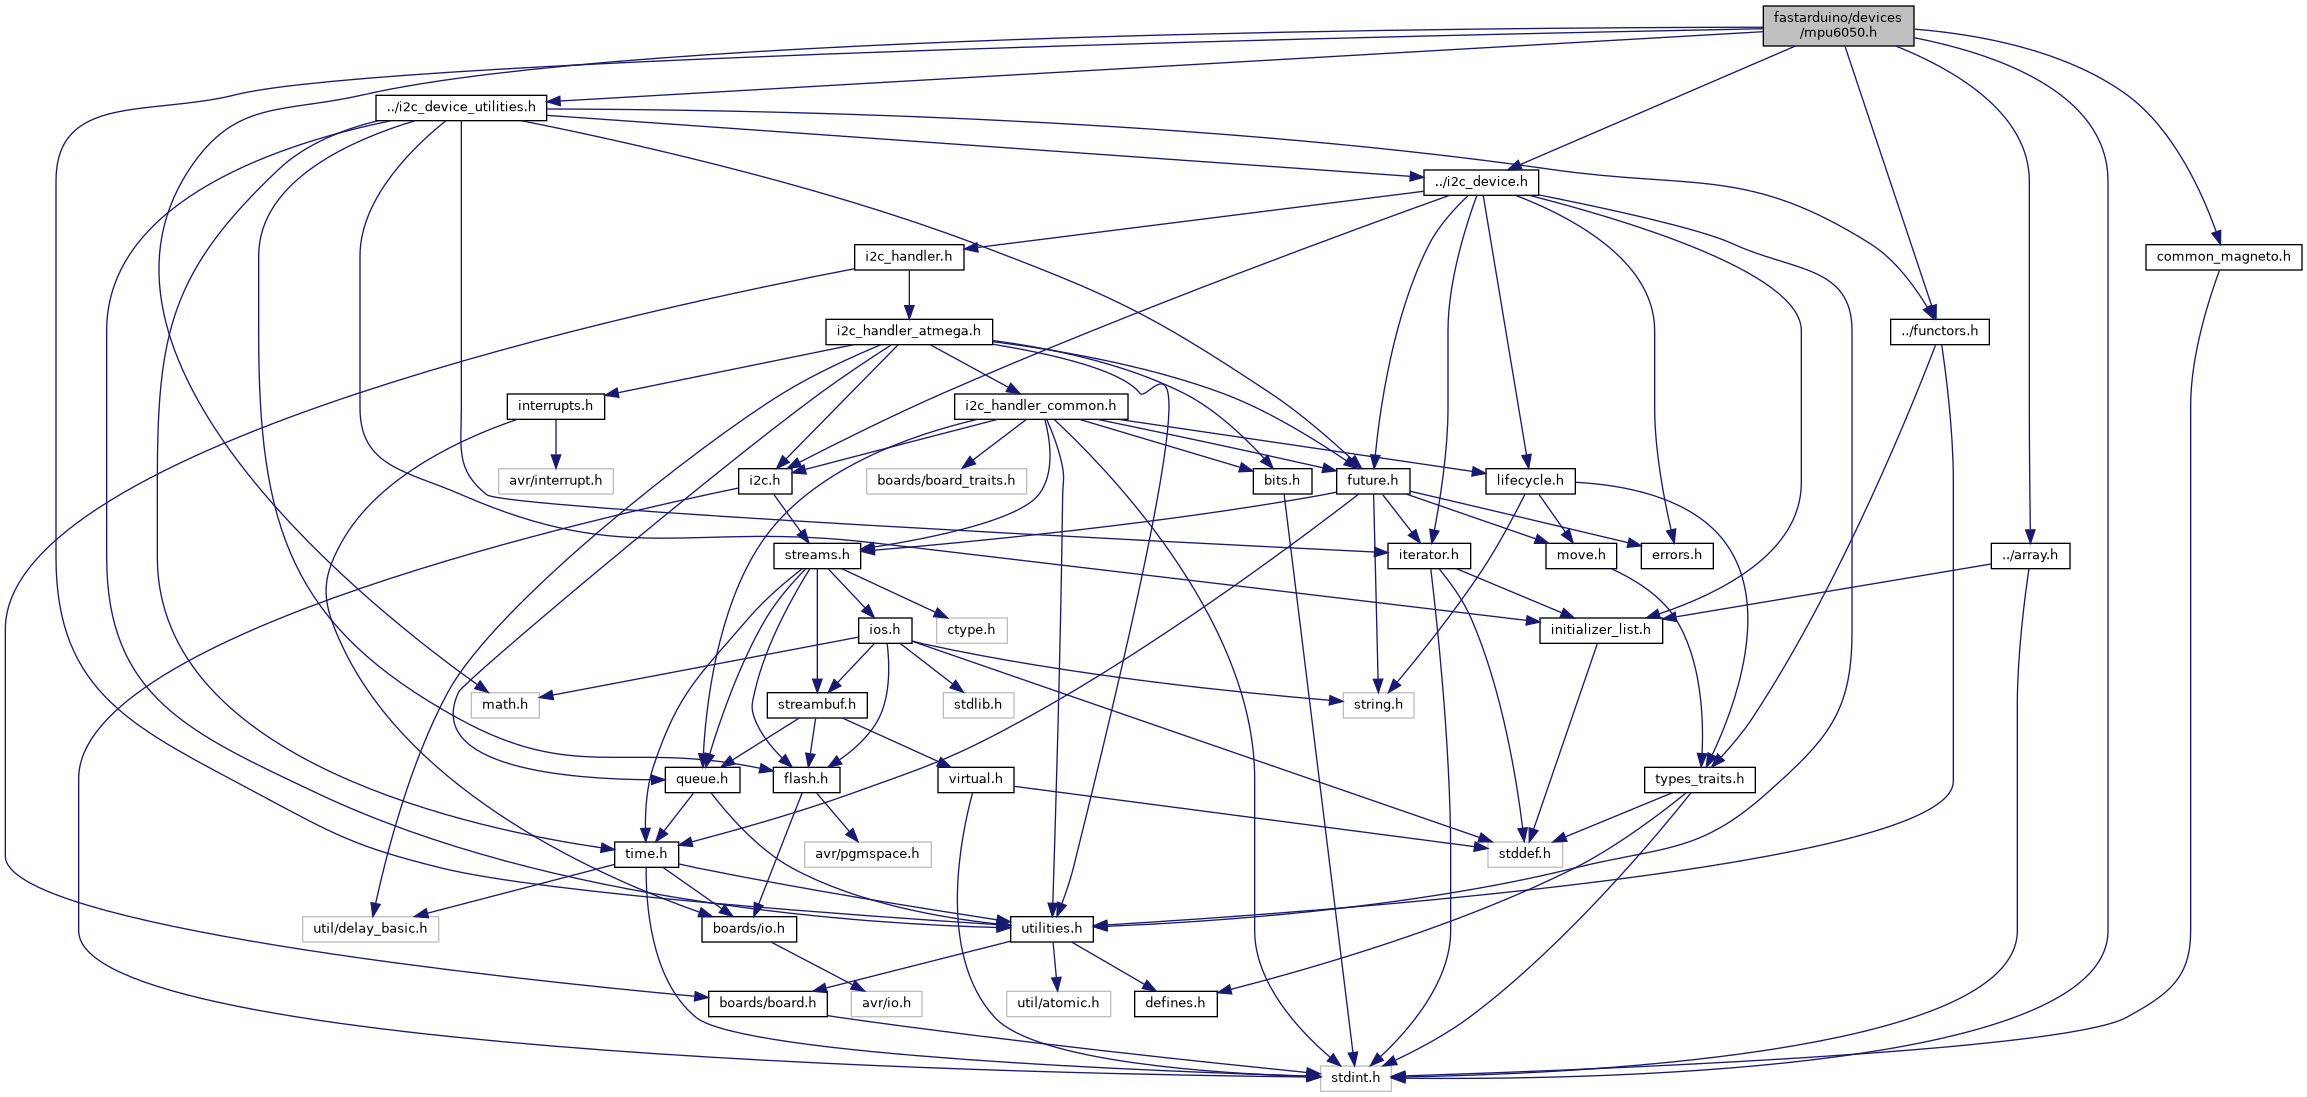 fastarduino/devices
/mpu6050.h
../i2c_device_utilities.h
../i2c_device.h
i2c_handler.h
common_magneto.h
i2c_handler_atmega.h
../functors.h
interrupts.h
i2c_handler_common.h
avr/interrupt.h
i2c.h
boards/board_traits.h
bits.h
future.h
lifecycle.h
streams.h
iterator.h
move.h
errors.h
../array.h
ios.h
ctype.h
initializer_list.h
math.h
streambuf.h
stdlib.h
string.h
queue.h
flash.h
virtual.h
types_traits.h
time.h
avr/pgmspace.h
stddef.h
util/delay_basic.h
boards/io.h
utilities.h
boards/board.h
avr/io.h
util/atomic.h
defines.h
stdint.h